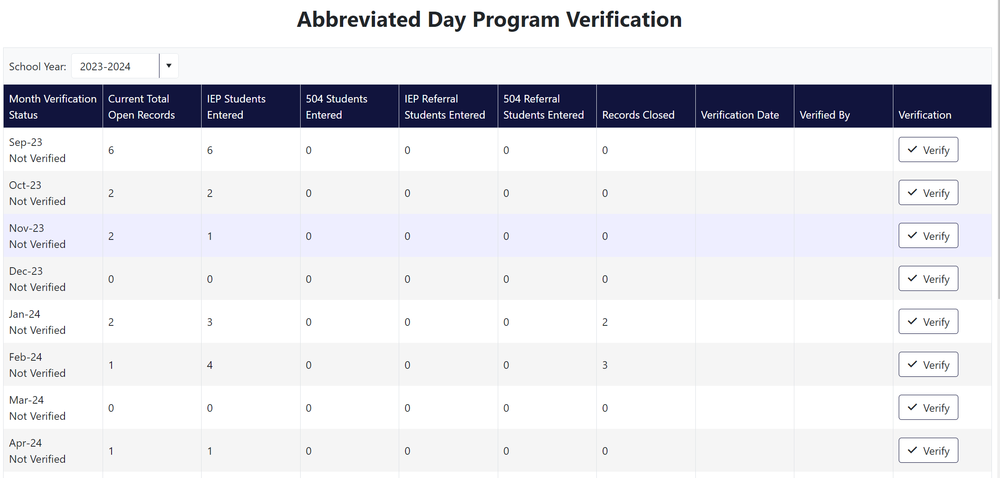 Abbreviated Day Program Verification
School Year: 2023-2024
Month Verification Status Current Total Open Records IEP Students Entered 504 Students Entered IEP Referral Students Entered 504 Referral Students Entered Records Closed Verification Date Verified By Verification
Sep-23 Not Verified 6 6 0 0 0 0 Verify
Oct-23 Not Verified 2 2 0 0 0 0 Verify
Nov-23 Not Verified 2 1 0 0 0 0 Verify
Dec-23 Not Verified 0 0 0 0 0 0 Verify
Jan-24 Not Verified 2 3 0 0 0 2 Verify
Feb-24 Not Verified 1 4 0 0 0 3 Verify
Mar-24 Not Verified 0 0 0 0 0 0 Verify
Apr-24 Not Verified 1 1 0 0 0 0 Verify